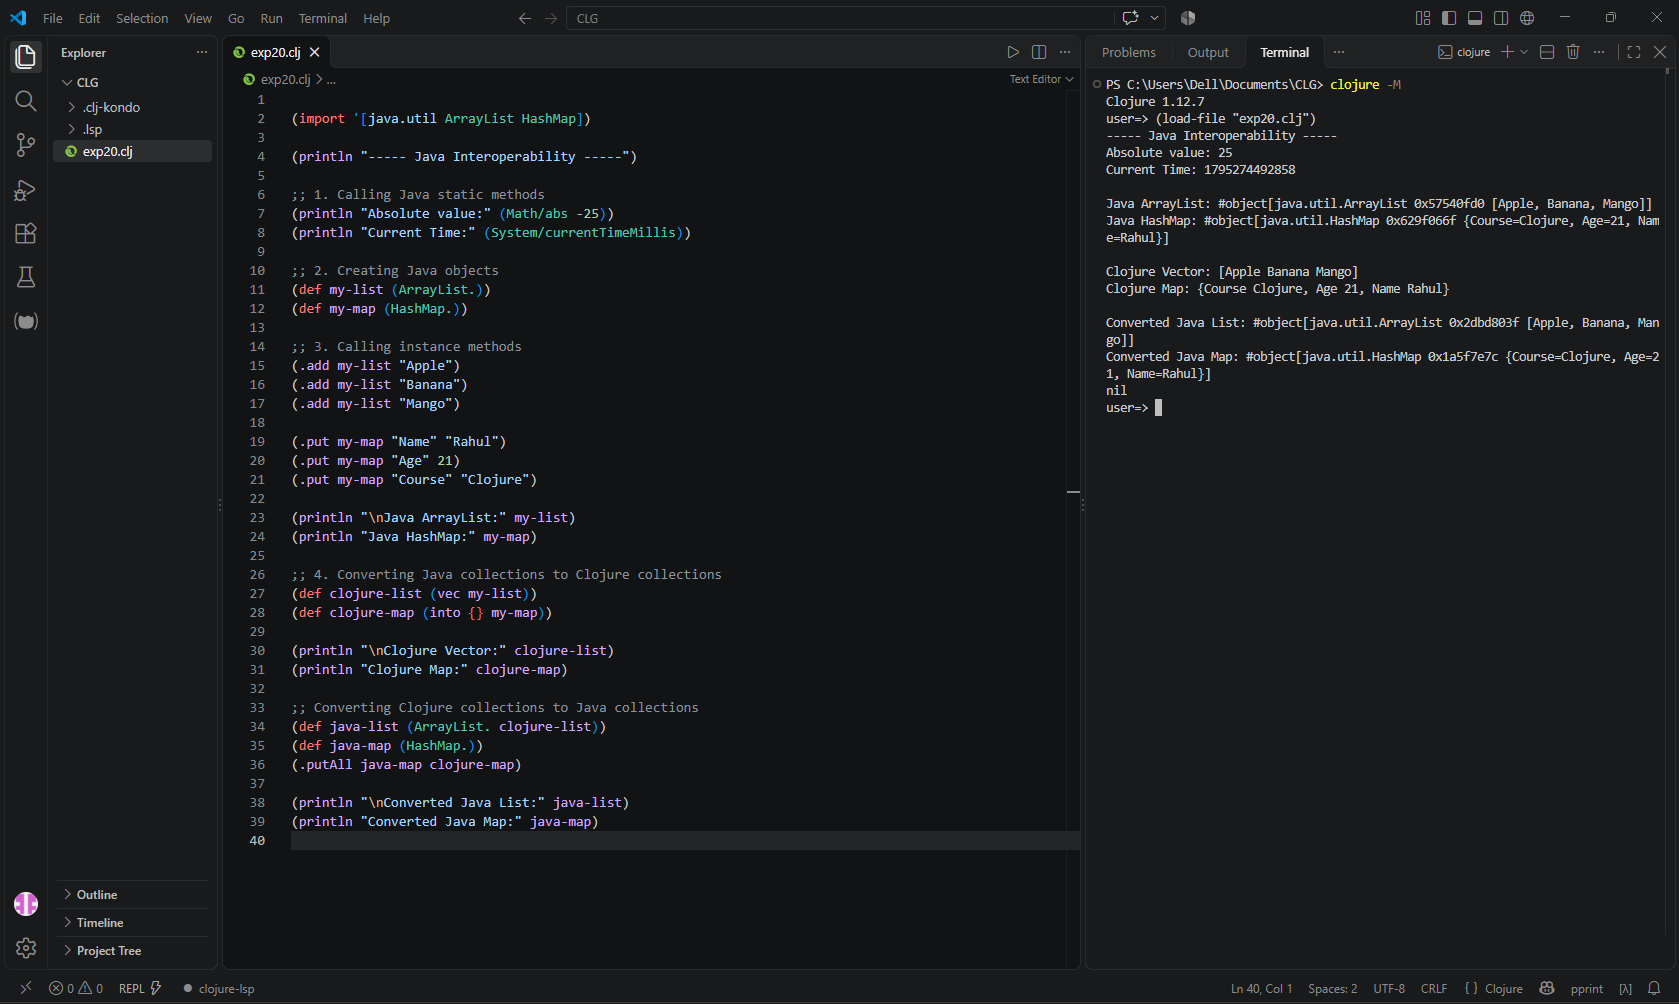 File Edit Selection View Go Run Terminal Help
CLG
Explorer
CLG
.clj-kondo
.lsp
exp20.clj
Outline
Timeline
Project Tree
exp20.clj
exp20.clj > ...
Text Editor
1
2 (import '[java.util ArrayList HashMap])
3
4 (println "----- Java Interoperability -----")
5
6 ;; 1. Calling Java static methods
7 (println "Absolute value:" (Math/abs -25))
8 (println "Current Time:" (System/currentTimeMillis))
9
10 ;; 2. Creating Java objects
11 (def my-list (ArrayList.))
12 (def my-map (HashMap.))
13
14 ;; 3. Calling instance methods
15 (.add my-list "Apple")
16 (.add my-list "Banana")
17 (.add my-list "Mango")
18
19 (.put my-map "Name" "Rahul")
20 (.put my-map "Age" 21)
21 (.put my-map "Course" "Clojure")
22
23 (println "\nJava ArrayList:" my-list)
24 (println "Java HashMap:" my-map)
25
26 ;; 4. Converting Java collections to Clojure collections
27 (def clojure-list (vec my-list))
28 (def clojure-map (into {} my-map))
29
30 (println "\nClojure Vector:" clojure-list)
31 (println "Clojure Map:" clojure-map)
32
33 ;; Converting Clojure collections to Java collections
34 (def java-list (ArrayList. clojure-list))
35 (def java-map (HashMap.))
36 (.putAll java-map clojure-map)
37
38 (println "\nConverted Java List:" java-list)
39 (println "Converted Java Map:" java-map)
40
Problems Output Terminal ... clojure
PS C:\Users\Dell\Documents\CLG> clojure -M
Clojure 1.12.7
user=> (load-file "exp20.clj")
----- Java Interoperability -----
Absolute value: 25
Current Time: 1795274492858
Java ArrayList: #object[java.util.ArrayList 0x57540fd0 [Apple, Banana, Mango]]
Java HashMap: #object[java.util.HashMap 0x629f066f {Course=Clojure, Age=21, Nam
e=Rahul}]
Clojure Vector: [Apple Banana Mango]
Clojure Map: {Course Clojure, Age 21, Name Rahul}
Converted Java List: #object[java.util.ArrayList 0x2dbd803f [Apple, Banana, Man
go]]
Converted Java Map: #object[java.util.HashMap 0x1a5f7e7c {Course=Clojure, Age=2
1, Name=Rahul}]
nil
user=>
0 0 REPL clojure-lsp
Ln 40, Col 1 Spaces: 2 UTF-8 CRLF { } Clojure pprint [λ]